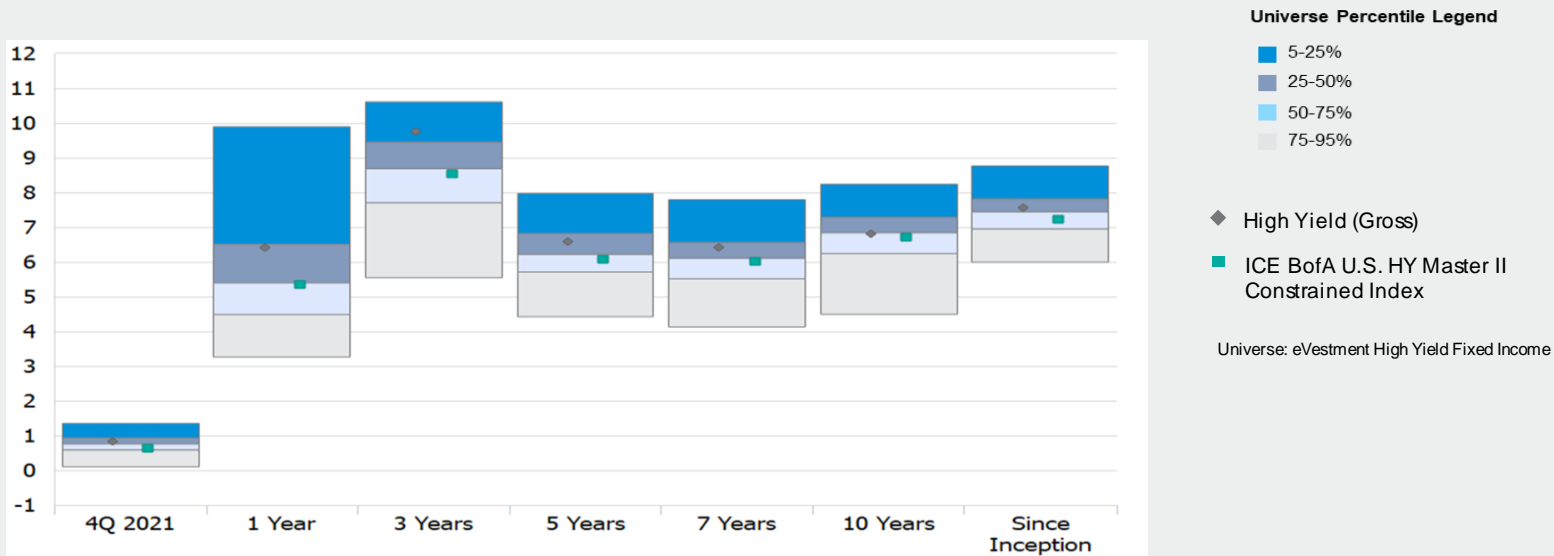 Universe Percentile Legend
5-25%
25-50%
50-75%
75-95%
High Yield (Gross)
ICE BofA U.S. HY Master II
Constrained Index
Universe: eVestment High Yield Fixed Income
12
11
10
9
8
7
6
5
4
3
2
1
0
-1
4Q 2021
1 Year
3 Years
5 Years
7 Years
10 Years
Since
Inception